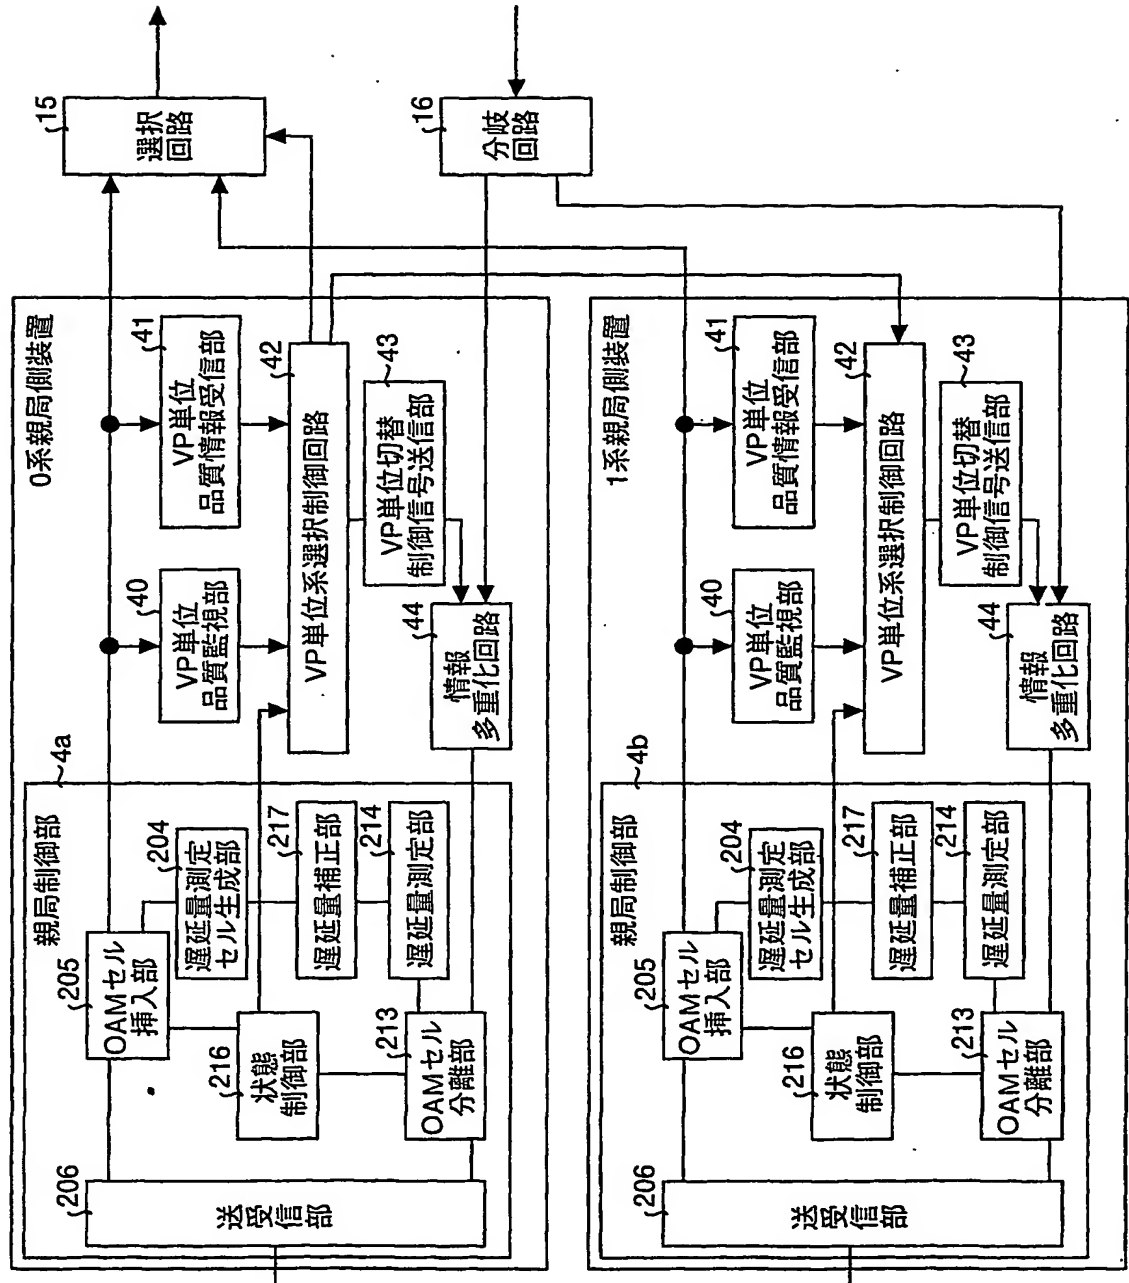 0系親局側装置
親局制御部
4a
206
送受信部
205
OAMセル
挿入部
204
遅延量測定
セル生成部
216
状態
制御部
217
遅延量補正部
214
遅延量測定部
213
OAMセル
分離部
40
VP単位
品質監視部
41
VP単位
品質情報受信部
42
VP単位系選択制御回路
43
VP単位切替
制御信号送信部
44
情報
多重化回路
15
選択
回路
16
分岐
回路
1系親局側装置
親局制御部
4b
206
送受信部
205
OAMセル
挿入部
204
遅延量測定
セル生成部
216
状態
制御部
217
遅延量補正部
214
遅延量測定部
213
OAMセル
分離部
40
VP単位
品質監視部
41
VP単位
品質情報受信部
42
VP単位系選択制御回路
43
VP単位切替
制御信号送信部
44
情報
多重化回路